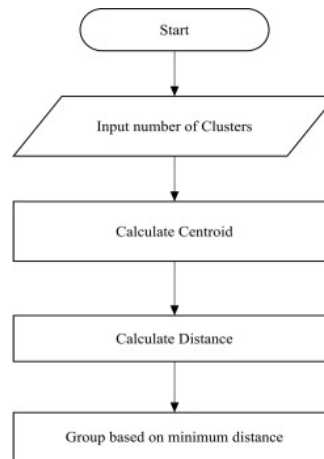 Start
Input number of Clusters
Calculate Centroid
Calculate Distance
Group based on minimum distance